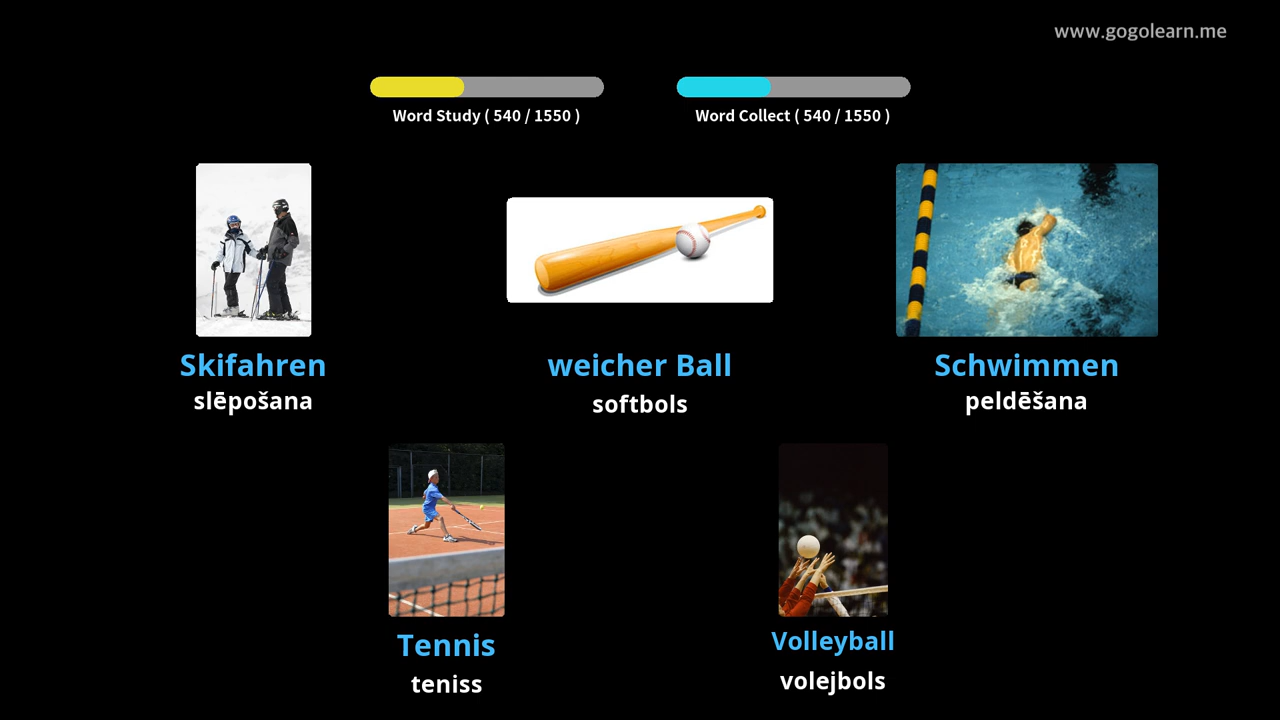 www.gogolearn.me
Word Study ( 540 / 1550 )
Word Collect ( 540 / 1550 )
Skifahren
slēpošana
weicher Ball
softbols
Schwimmen
peldēšana
Tennis
teniss
Volleyball
volejbols